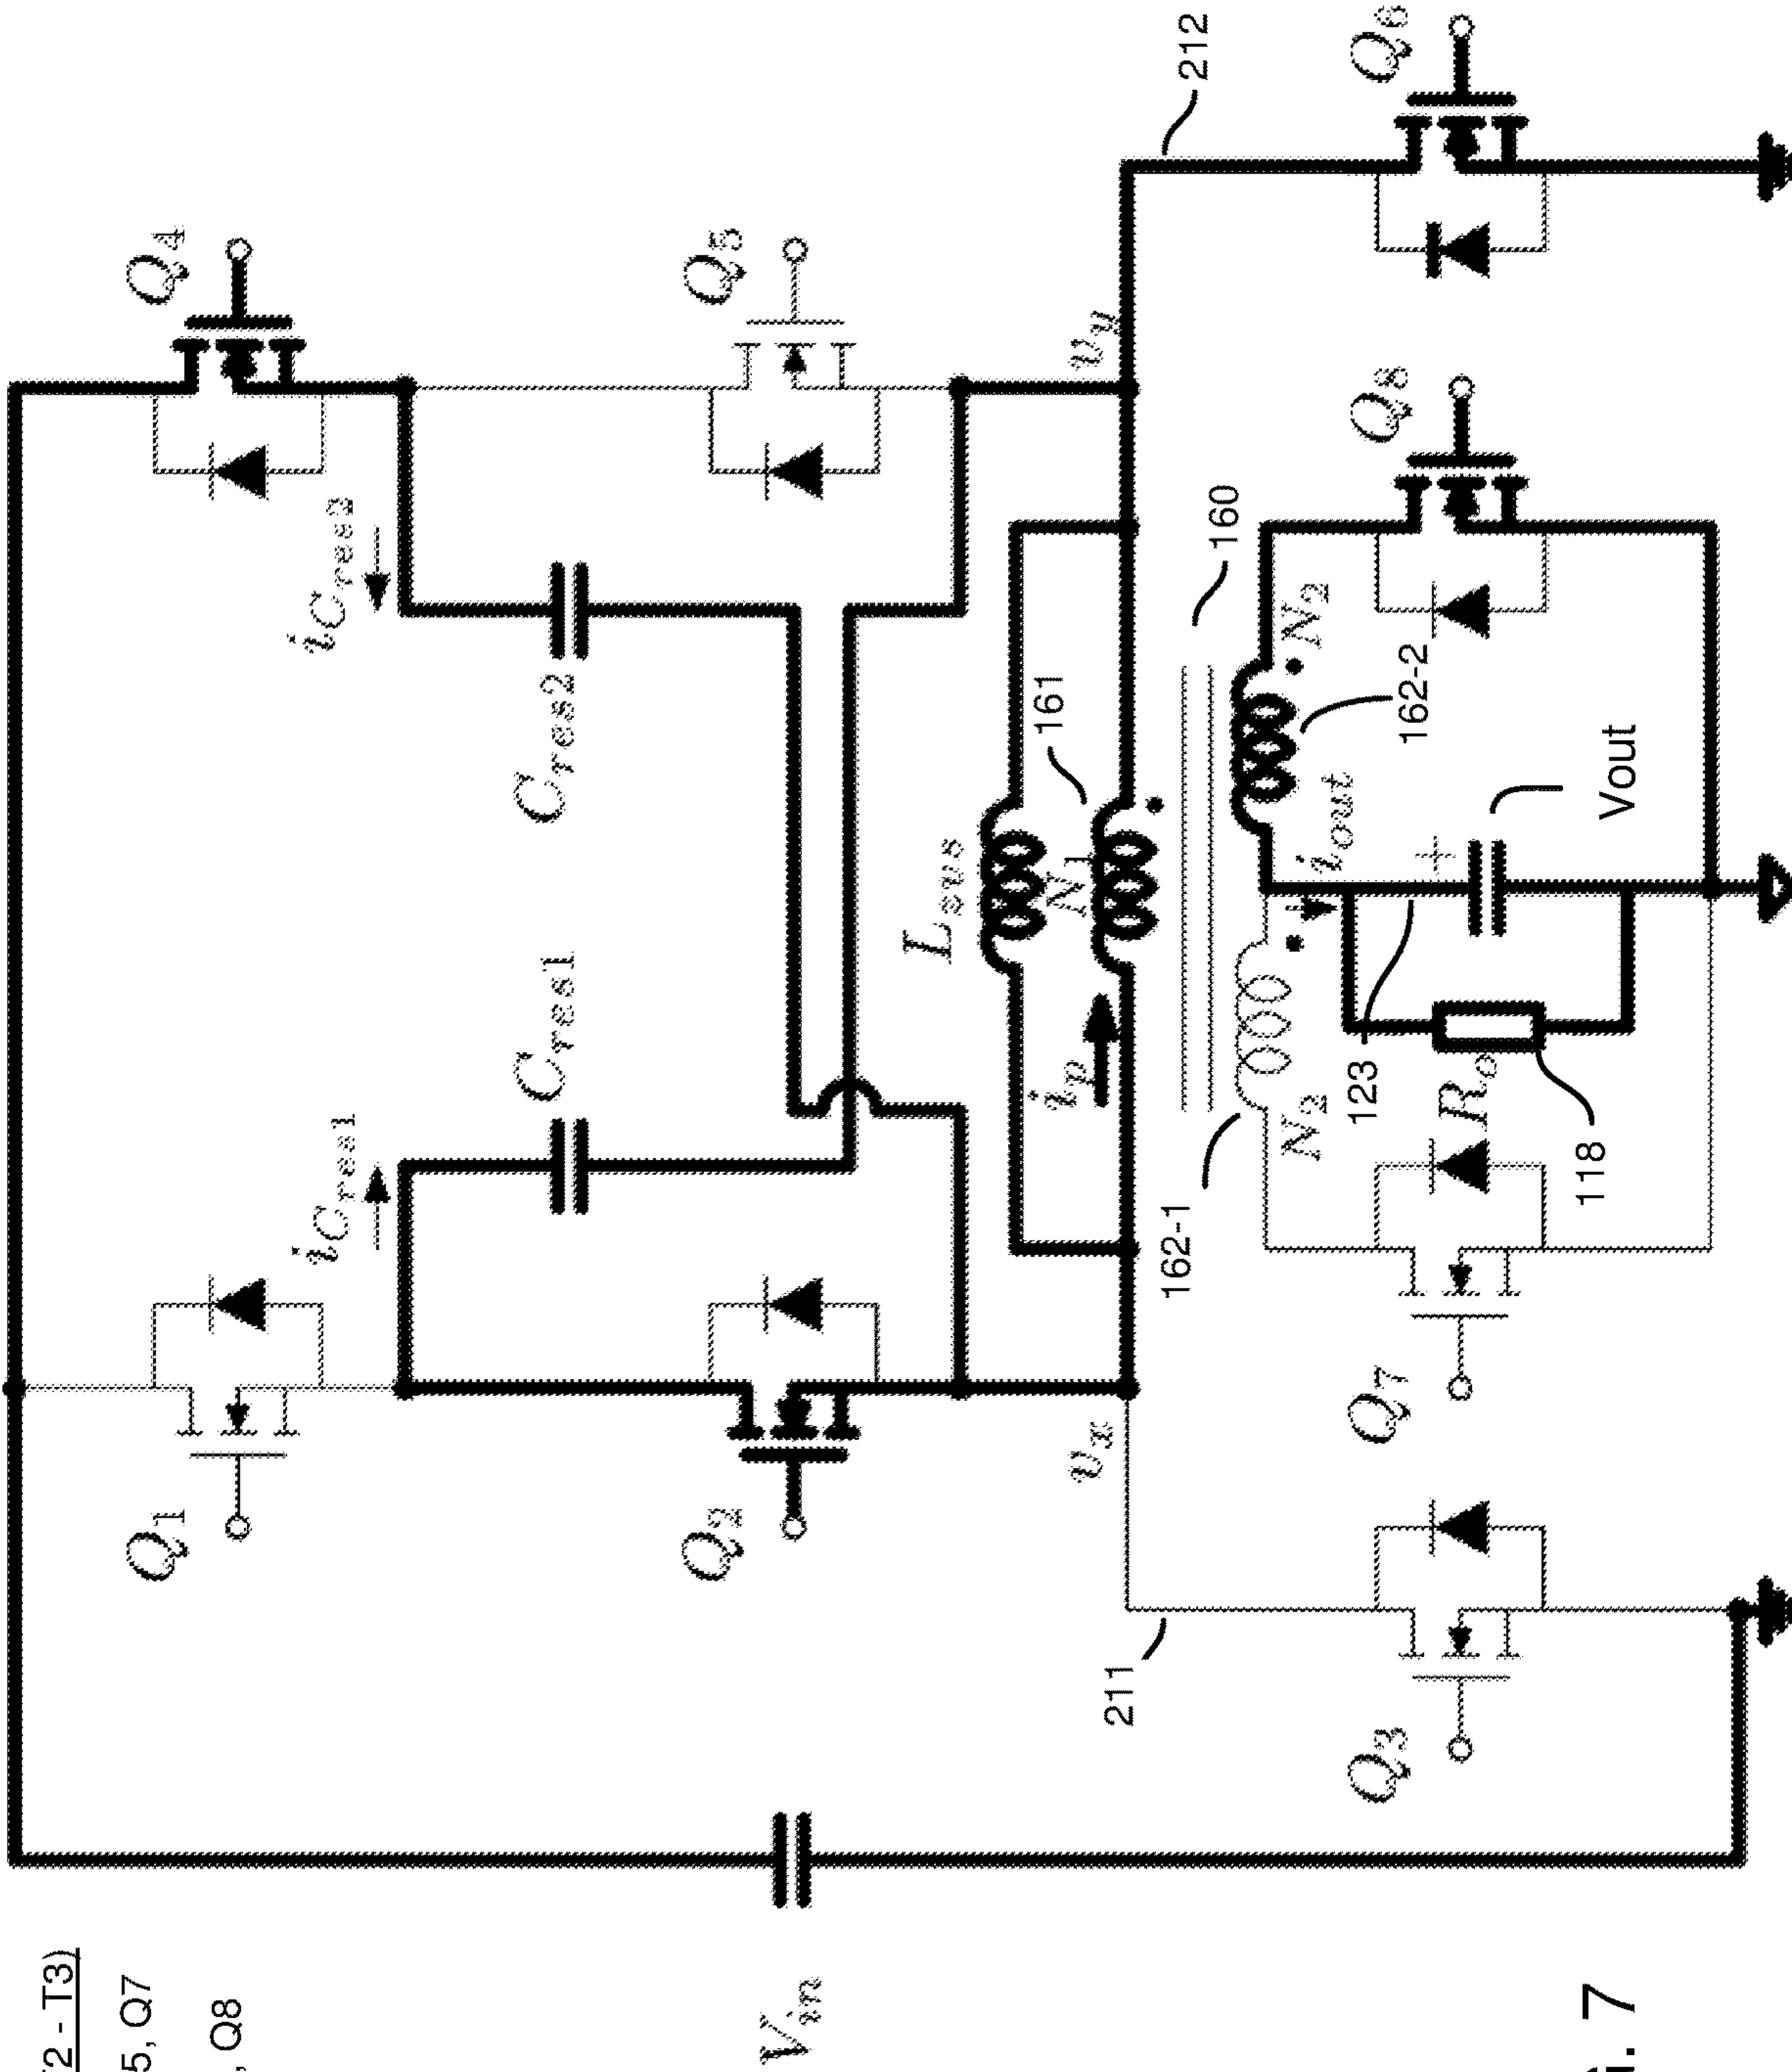 T2 - T3)
5, Q7
, Q8
Q1
Q4
iCres1
iCres2
Cres1
Cres2
Q2
Q5
Vin
Lsvs
N1
161
ip
vx
vy
211
212
160
162-1
N2
N2
162-2
iout
123
+
Q3
Q7
Ro
118
Vout
Q8
Q6
. 7